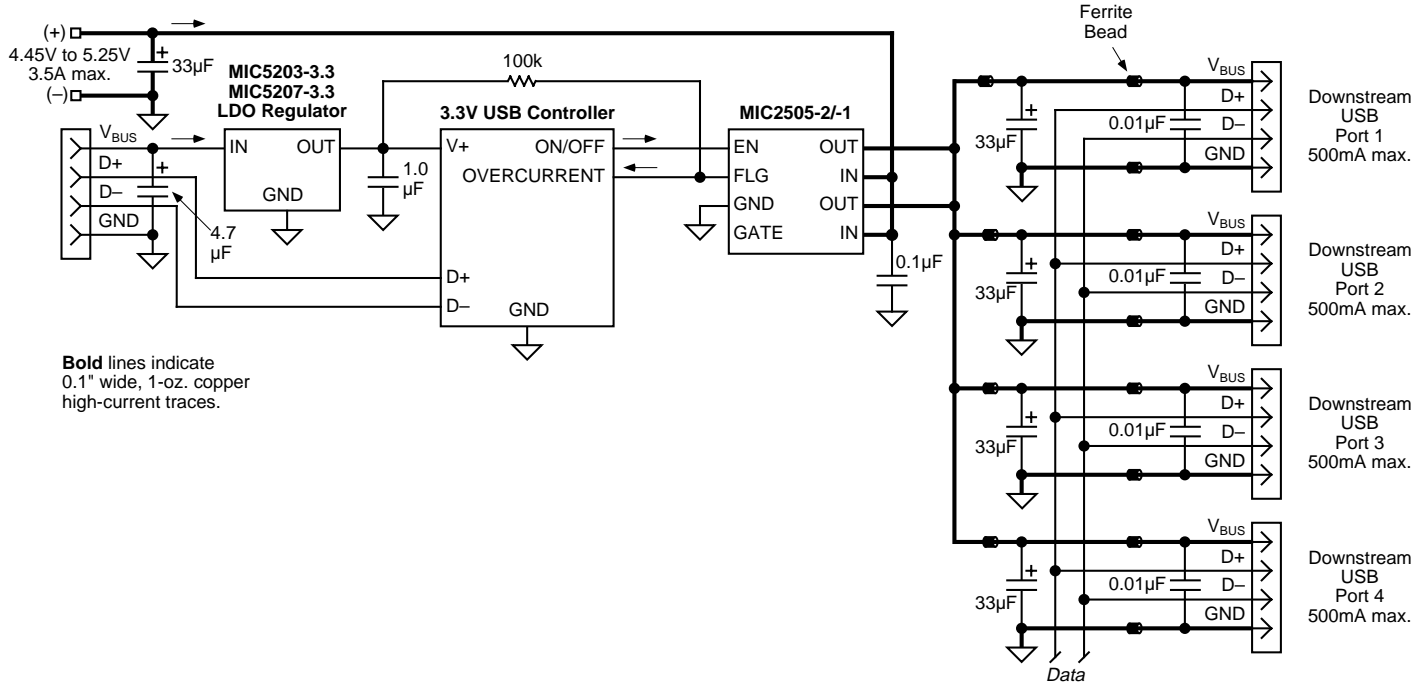 (+)
4.45V to 5.25V
3.5A max.
(–)
33µF
+
MIC5203-3.3
MIC5207-3.3
LDO Regulator
IN
OUT
GND
VBUS
D+
D–
GND
+
4.7
µF
1.0
µF
100k
3.3V USB Controller
V+
ON/OFF
OVERCURRENT
D+
D–
GND
MIC2505-2/-1
EN
OUT
FLG
IN
GND
OUT
GATE
IN
0.1µF
Ferrite
Bead
33µF
+
0.01µF
VBUS
D+
D–
GND
Downstream
USB
Port 1
500mA max.
33µF
+
0.01µF
VBUS
D+
D–
GND
Downstream
USB
Port 2
500mA max.
33µF
+
0.01µF
VBUS
D+
D–
GND
Downstream
USB
Port 3
500mA max.
33µF
+
0.01µF
VBUS
D+
D–
GND
Downstream
USB
Port 4
500mA max.
Data
Bold lines indicate
0.1" wide, 1-oz. copper
high-current traces.